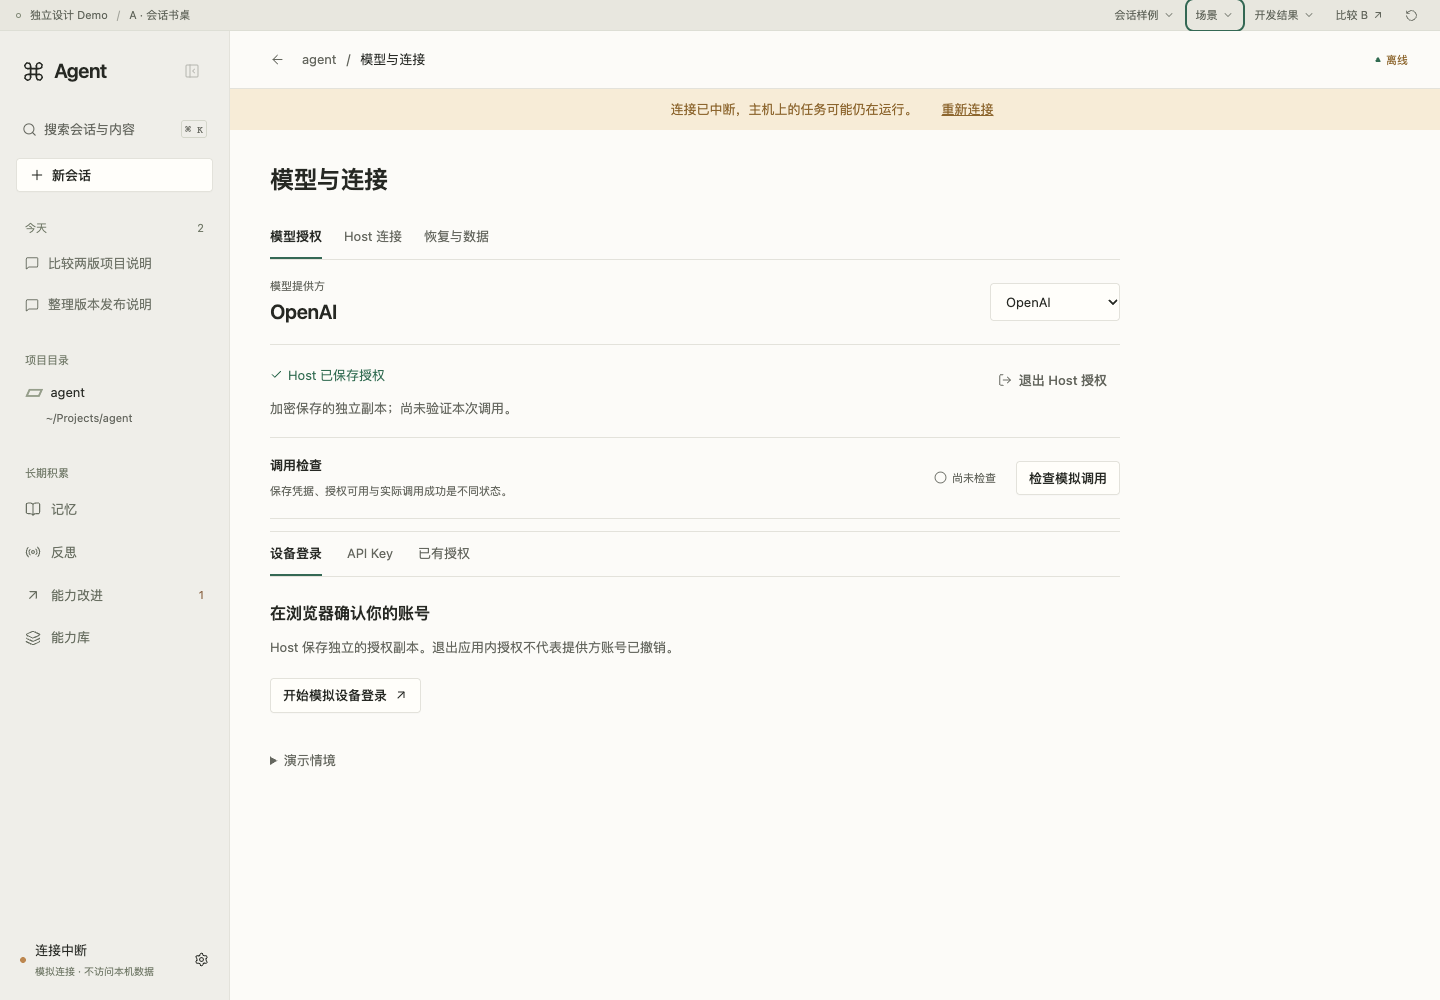 独立设计 Demo / A · 会话书桌
会话样例
场景
开发结果
比较 B
Agent
搜索会话与内容
⌘ K
新会话
今天
2
比较两版项目说明
整理版本发布说明
项目目录
agent
~/Projects/agent
长期积累
记忆
反思
能力改进
1
能力库
连接中断
模拟连接 · 不访问本机数据
agent / 模型与连接
离线
连接已中断，主机上的任务可能仍在运行。 重新连接
模型与连接
模型授权 Host 连接 恢复与数据
模型提供方
OpenAI
OpenAI
Host 已保存授权
退出 Host 授权
加密保存的独立副本；尚未验证本次调用。
调用检查
保存凭据、授权可用与实际调用成功是不同状态。
尚未检查
检查模拟调用
设备登录 API Key 已有授权
在浏览器确认你的账号
Host 保存独立的授权副本。退出应用内授权不代表提供方账号已撤销。
开始模拟设备登录
演示情境